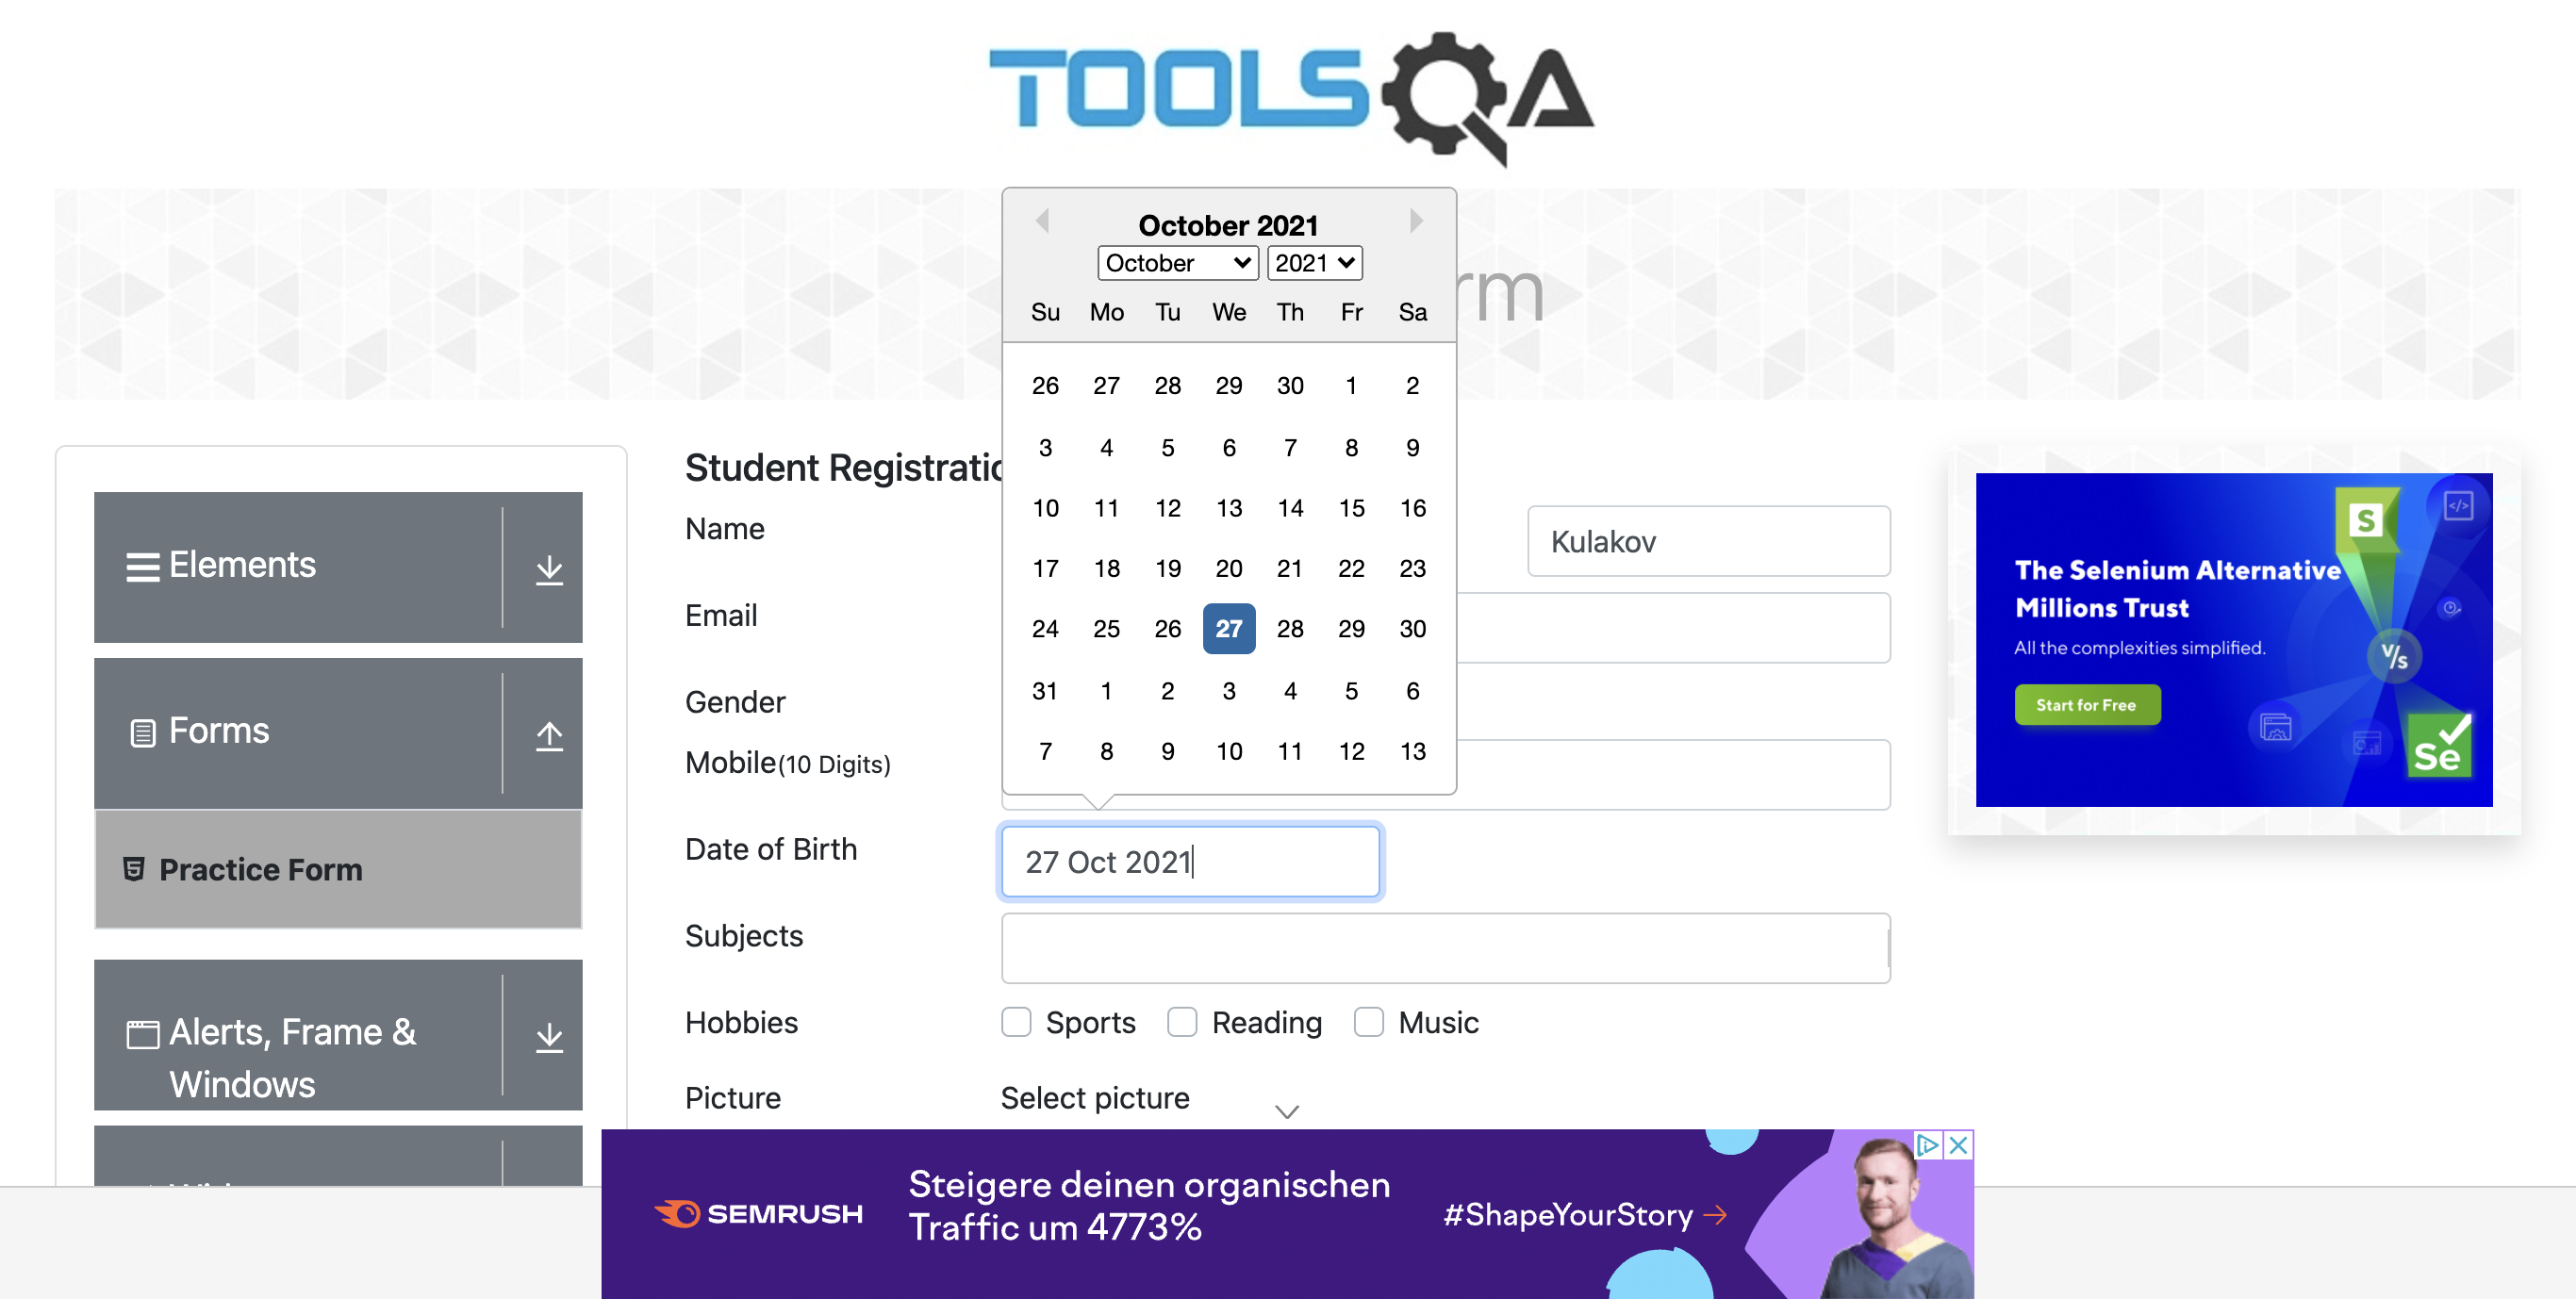 TOOLSQA
October 2021
October 2021
Su Mo Tu We Th Fr Sa
26 27 28 29 30 1 2
3 4 5 6 7 8 9
10 11 12 13 14 15 16
17 18 19 20 21 22 23
24 25 26 27 28 29 30
31 1 2 3 4 5 6
7 8 9 10 11 12 13
Elements
Forms
Practice Form
Alerts, Frame &
Windows
Name
Kulakov
Email
Gender
Mobile(10 Digits)
Date of Birth
27 Oct 2021
Subjects
Hobbies
Sports Reading Music
Picture
Select picture
The Selenium Alternative
Millions Trust
All the complexities simplified.
Start for Free
S
</>
V/s
Se
SEMRUSH
Steigere deinen organischen
Traffic um 4773%
#ShapeYourStory →